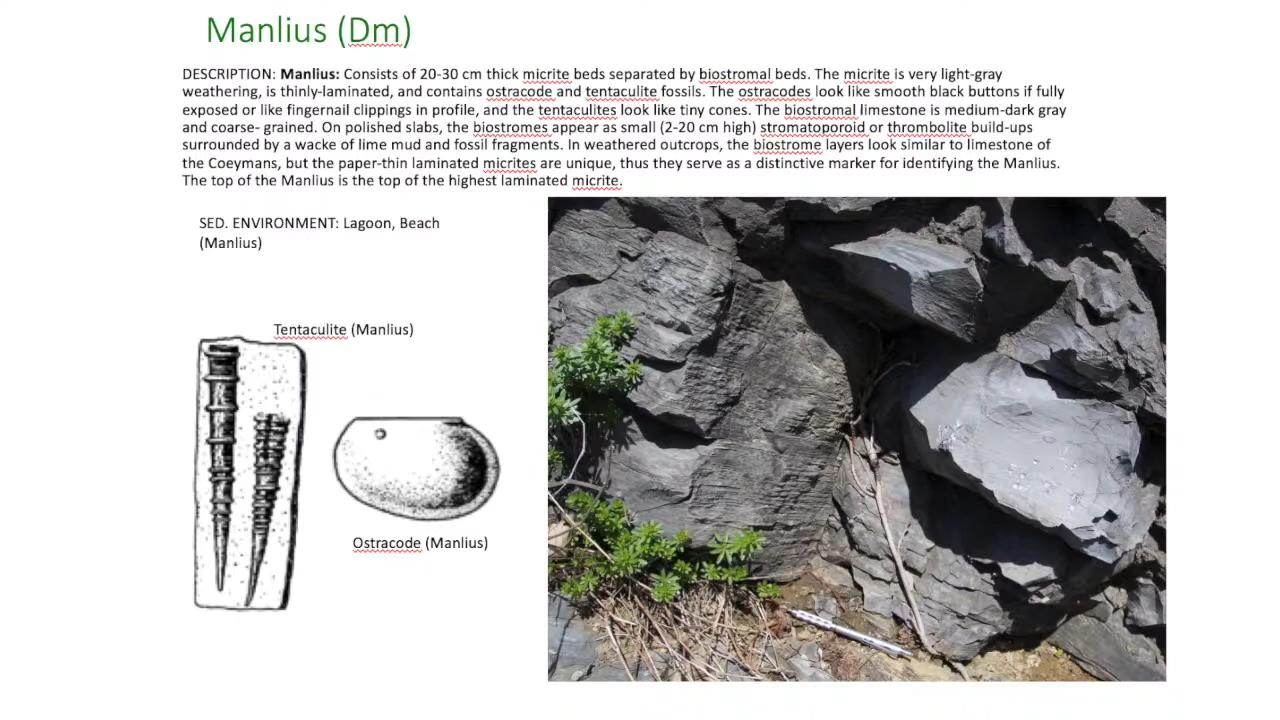 Manlius (Dm)
DESCRIPTION: Manlius: Consists of 20-30 cm thick micrite beds separated by biostromal beds. The micrite is very light-gray
weathering, is thinly-laminated, and contains ostracode and tentaculite fossils. The ostracodes look like smooth black buttons if fully
exposed or like fingernail clippings in profile, and the tentaculites look like tiny cones. The biostromal limestone is medium-dark gray
and coarse- grained. On polished slabs, the biostromes appear as small (2-20 cm high) stromatoporoid or thrombolite build-ups
surrounded by a wacke of lime mud and fossil fragments. In weathered outcrops, the biostrome layers look similar to limestone of
the Coeymans, but the paper-thin laminated micrites are unique, thus they serve as a distinctive marker for identifying the Manlius.
The top of the Manlius is the top of the highest laminated micrite.
SED. ENVIRONMENT: Lagoon, Beach
(Manlius)
Tentaculite (Manlius)
Ostracode (Manlius)